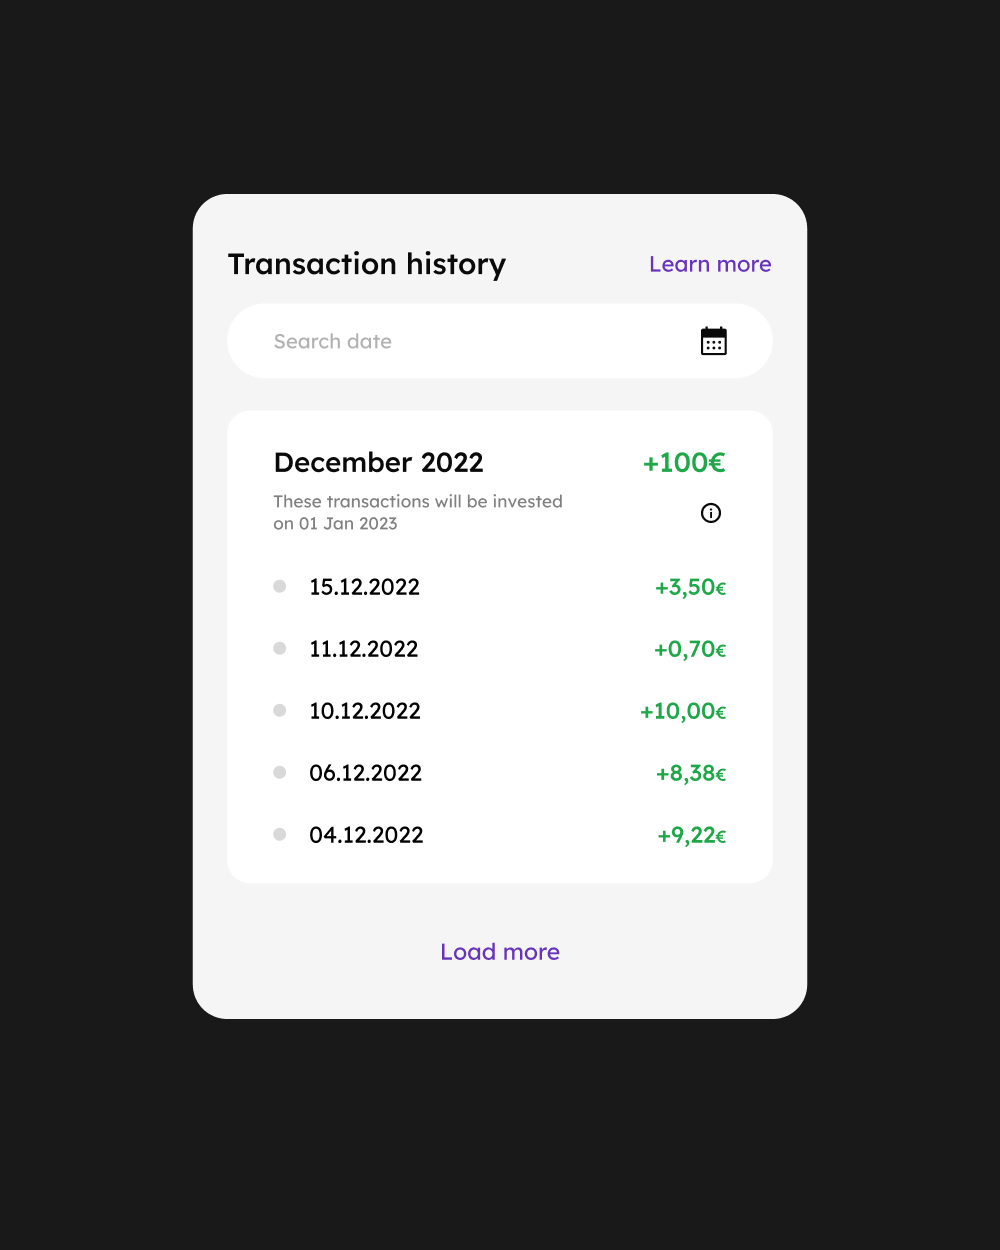 Transaction history
Learn more
Search date
December 2022
+100€
These transactions will be invested
on 01 Jan 2023
15.12.2022
+3,50€
11.12.2022
+0,70€
10.12.2022
+10,00€
06.12.2022
+8,38€
04.12.2022
+9,22€
Load more